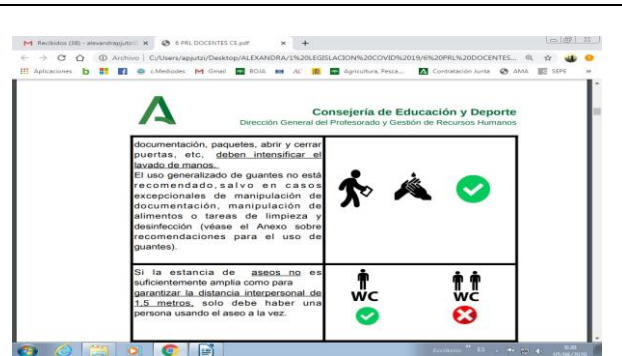 Recibidos (38) - alexandrapjutzi
6 PRL DOCENTES CE.pdf
Archivo | C:/Users/apjutzi/Desktop/ALEXANDRA/1%20LEGISLACION%20COVID%2019/6%20PRL%20DOCENTES...
Aplicaciones c.Mediodes Gmail BOJA Agricultura, Pesca... Contratación Junta AMA SEPE
Consejería de Educación y Deporte
Dirección General del Profesorado y Gestión de Recursos Humanos
documentación, paquetes, abrir y cerrar
puertas, etc, deben intensificar el
lavado de manos.
El uso generalizado de guantes no está
recomendado, salvo en casos
excepcionales de manipulación de
documentación, manipulación de
alimentos o tareas de limpieza y
desinfección (véase el Anexo sobre
recomendaciones para el uso de
guantes).
Si la estancia de aseos no es
suficientemente amplia como para
garantizar la distancia interpersonal de
1,5 metros, solo debe haber una
persona usando el aseo a la vez.
WC WC
Escritorio ES